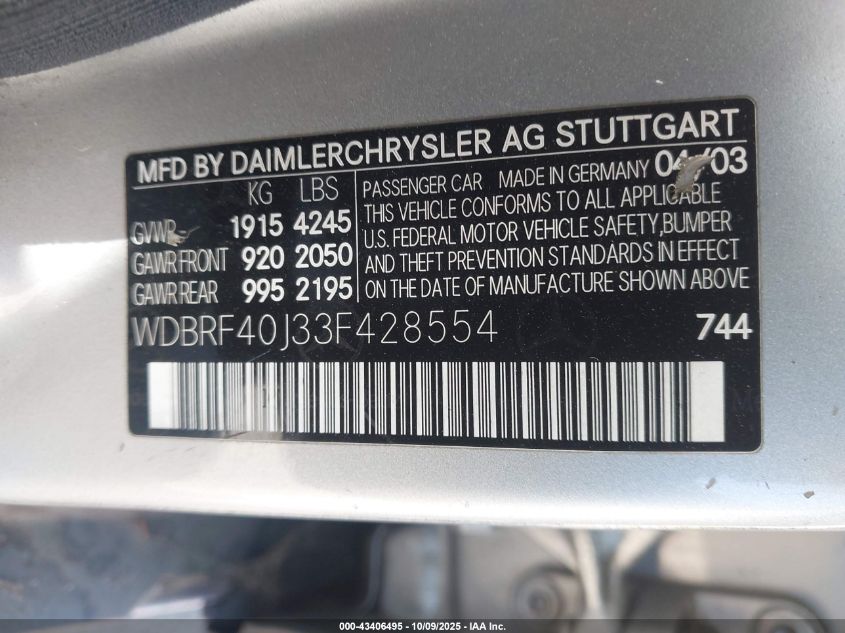 MFD BY DAIMLERCHRYSLER AG STUTTGART
KG LBS
GVWR 1915 4245
GAWR FRONT 920 2050
GAWR REAR 995 2195
PASSENGER CAR MADE IN GERMANY 04/03
THIS VEHICLE CONFORMS TO ALL APPLICABLE
U.S. FEDERAL MOTOR VEHICLE SAFETY,BUMPER
AND THEFT PREVENTION STANDARDS IN EFFECT
ON THE DATE OF MANUFACTURE SHOWN ABOVE
WDBRF40J33F428554 744
000-43406495 - 10/09/2025 - IAA Inc.